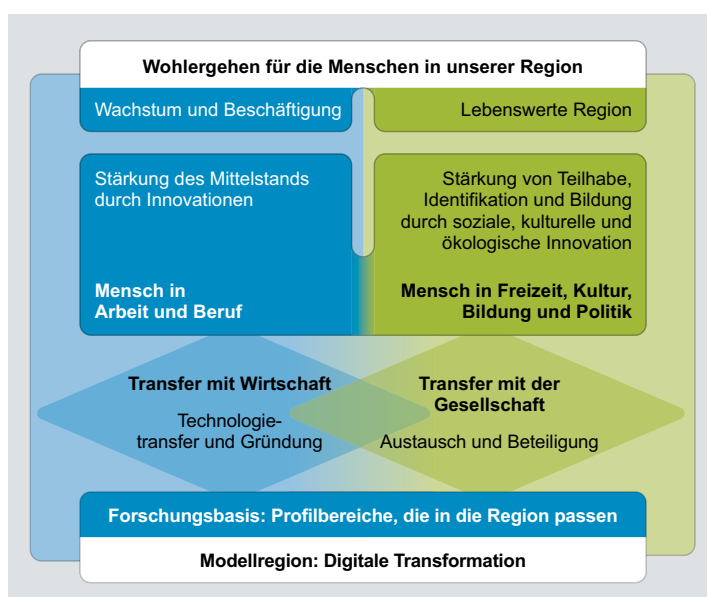 Wohlergehen für die Menschen in unserer Region
Wachstum und Beschäftigung
Lebenswerte Region
Stärkung des Mittelstands
durch Innovationen
Mensch in
Arbeit und Beruf
Stärkung von Teilhabe,
Identifikation und Bildung
durch soziale, kulturelle und
ökologische Innovation
Mensch in Freizeit, Kultur,
Bildung und Politik
Transfer mit Wirtschaft
Technologie-
transfer und Gründung
Transfer mit der
Gesellschaft
Austausch und Beteiligung
Forschungsbasis: Profilbereiche, die in die Region passen
Modellregion: Digitale Transformation